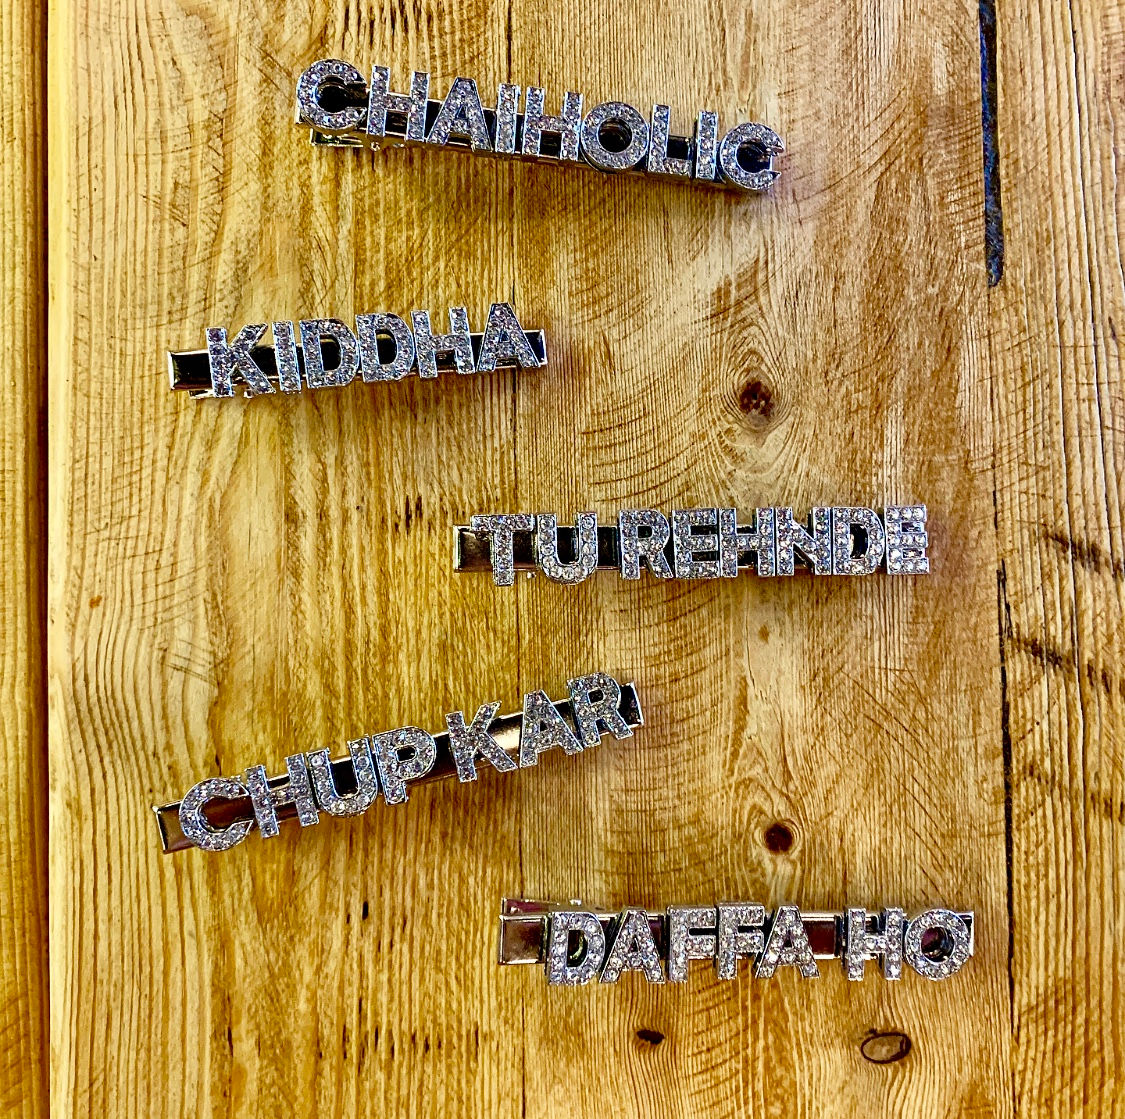 CHAIHOLIC
KIDDHA
TU REHNDE
CHUP KAR
DAFFA HO